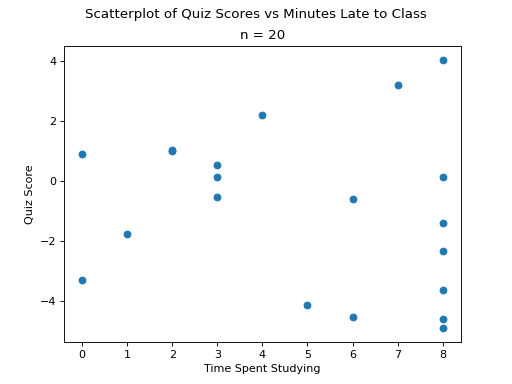 Scatterplot of Quiz Scores vs Minutes Late to Class
n = 20
4
2
0
−2
−4
Quiz Score
0 1 2 3 4 5 6 7 8
Time Spent Studying